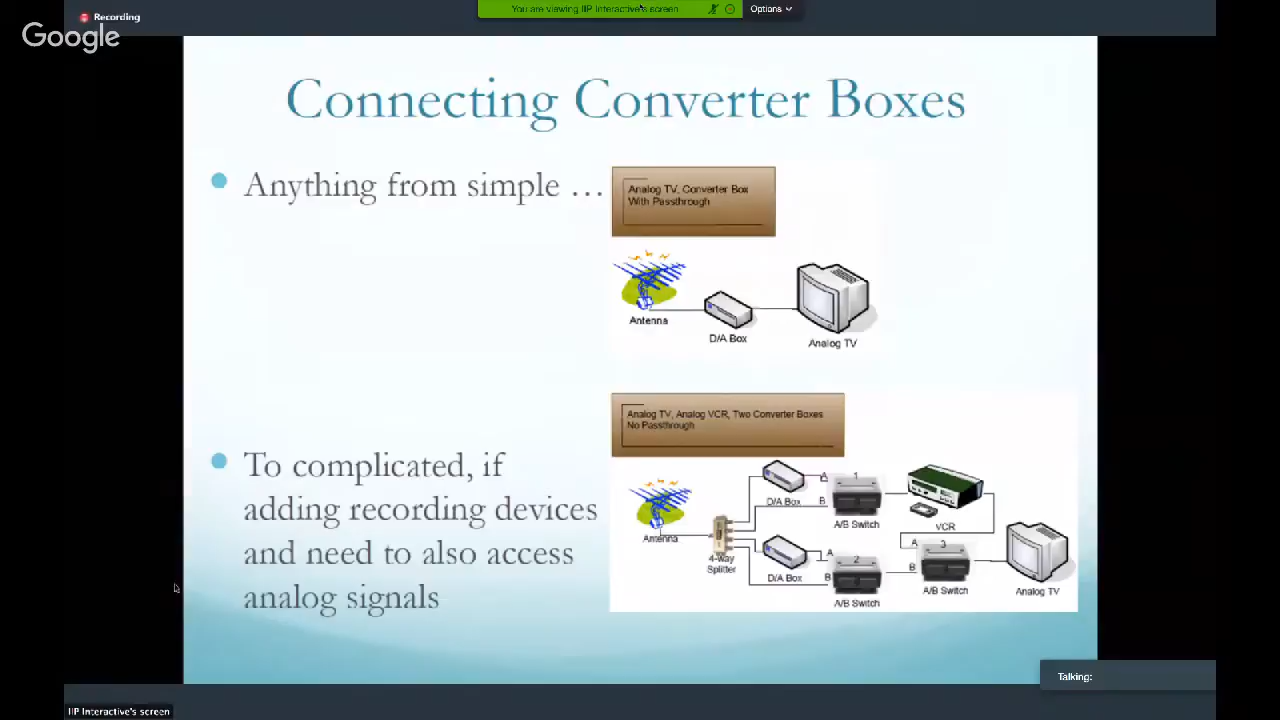 Recording
You are viewing IIP Interactive's screen
Options
Google
Connecting Converter Boxes
Anything from simple …
Analog TV, Converter Box
With Passthrough
Antenna
D/A Box
Analog TV
To complicated, if
adding recording devices
and need to also access
analog signals
Analog TV, Analog VCR, Two Converter Boxes
No Passthrough
Antenna
4-way
Splitter
D/A Box
A
B
1
A/B Switch
VCR
D/A Box
A
B
2
A/B Switch
A
B
3
A/B Switch
Analog TV
Talking:
IIP Interactive's screen